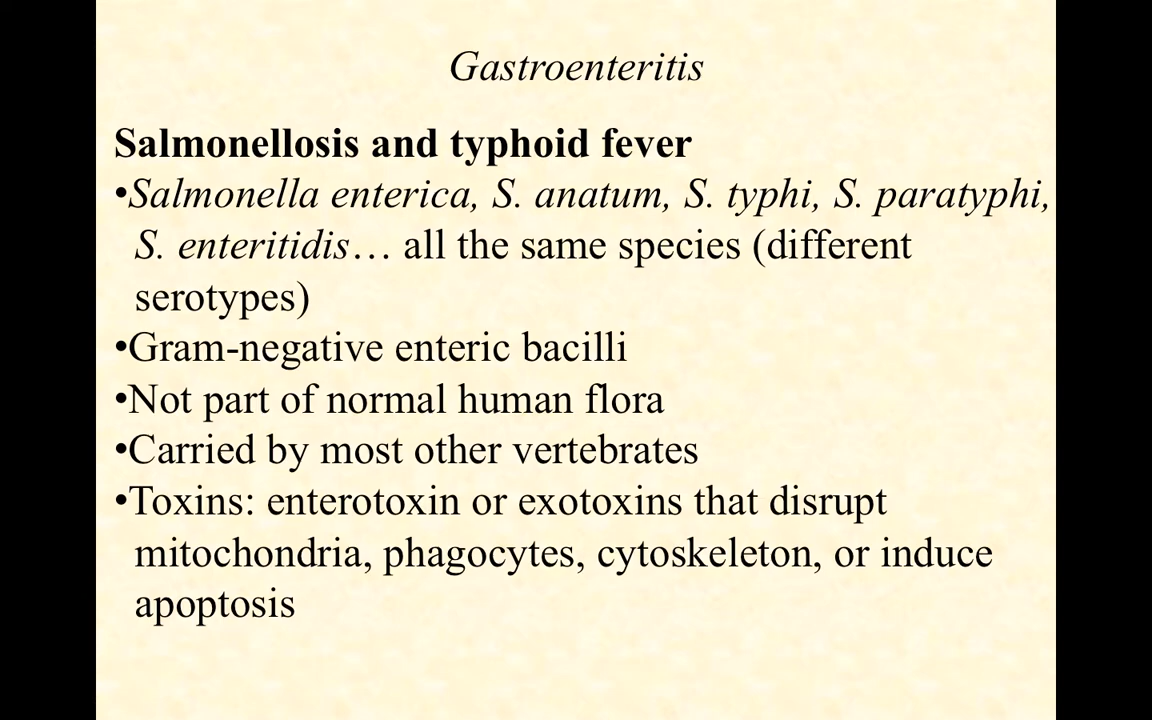 Gastroenteritis
Salmonellosis and typhoid fever
•Salmonella enterica, S. anatum, S. typhi, S. paratyphi,
S. enteritidis… all the same species (different
serotypes)
•Gram-negative enteric bacilli
•Not part of normal human flora
•Carried by most other vertebrates
•Toxins: enterotoxin or exotoxins that disrupt
mitochondria, phagocytes, cytoskeleton, or induce
apoptosis